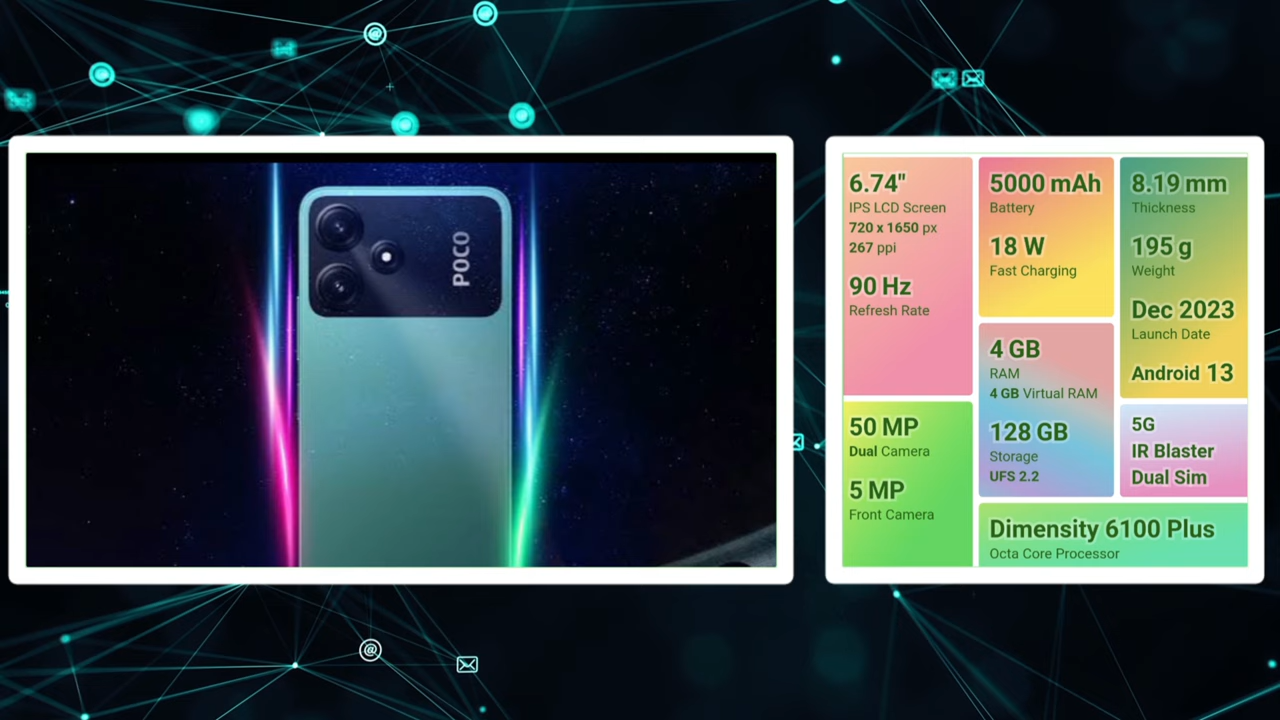 POCO
6.74"
IPS LCD Screen
720 x 1650 px
267 ppi
90 Hz
Refresh Rate
50 MP
Dual Camera
5 MP
Front Camera
5000 mAh
Battery
18 W
Fast Charging
4 GB
RAM
4 GB Virtual RAM
128 GB
Storage
UFS 2.2
8.19 mm
Thickness
195 g
Weight
Dec 2023
Launch Date
Android 13
5G
IR Blaster
Dual Sim
Dimensity 6100 Plus
Octa Core Processor